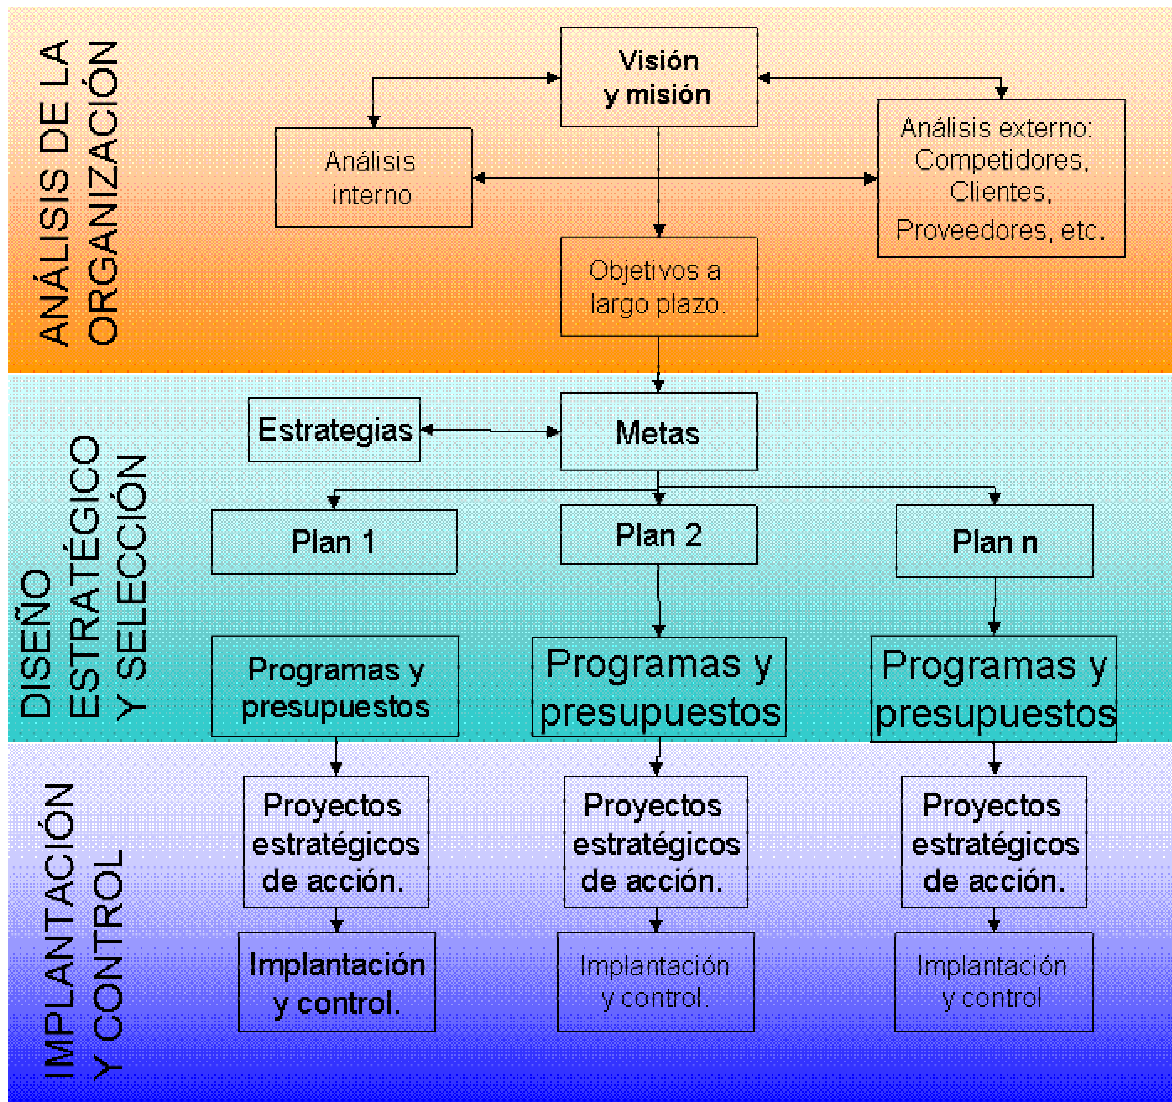 ANÁLISIS DE LA
ORGANIZACIÓN
Visión
y misión
Análisis
interno
Análisis externo:
Competidores,
Clientes,
Proveedores, etc.
Objetivos a
largo plazo.
DISEÑO
ESTRATÉGICO
Y SELECCIÓN
Estrategias
Metas
Plan 1
Plan 2
Plan n
Programas y
presupuestos
Programas y
presupuestos
Programas y
presupuestos
IMPLANTACIÓN
Y CONTROL
Proyectos
estratégicos
de acción.
Proyectos
estratégicos
de acción.
Proyectos
estratégicos
de acción.
Implantación
y control.
Implantación
y control.
Implantación
y control